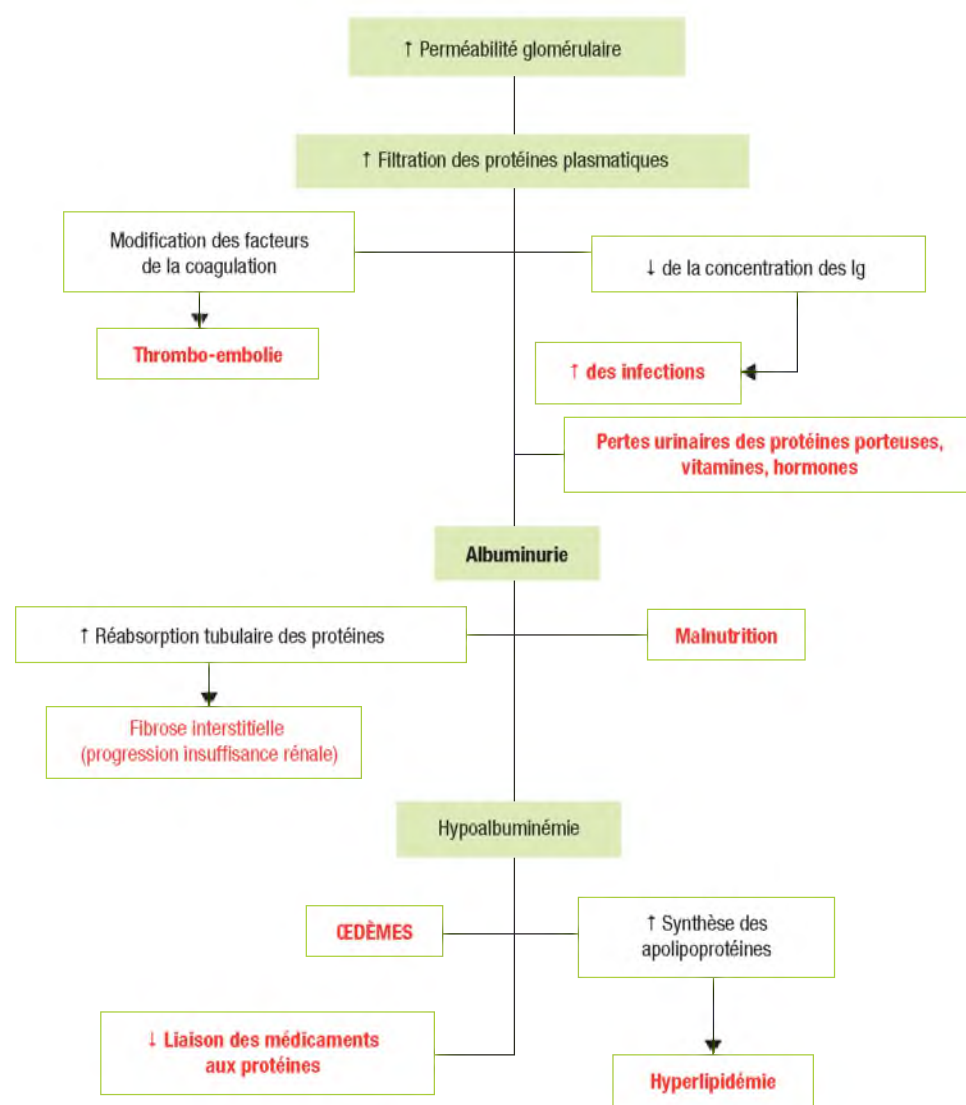 ↑ Perméabilité glomérulaire
↑ Filtration des protéines plasmatiques
Modification des facteurs
de la coagulation
↓ de la concentration des Ig
Thrombo-embolie
↑ des infections
Pertes urinaires des protéines porteuses,
vitamines, hormones
Albuminurie
↑ Réabsorption tubulaire des protéines
Malnutrition
Fibrose interstitielle
(progression insuffisance rénale)
Hypoalbuminémie
ŒDÈMES
↑ Synthèse des
apolipoprotéines
↓ Liaison des médicaments
aux protéines
Hyperlipidémie